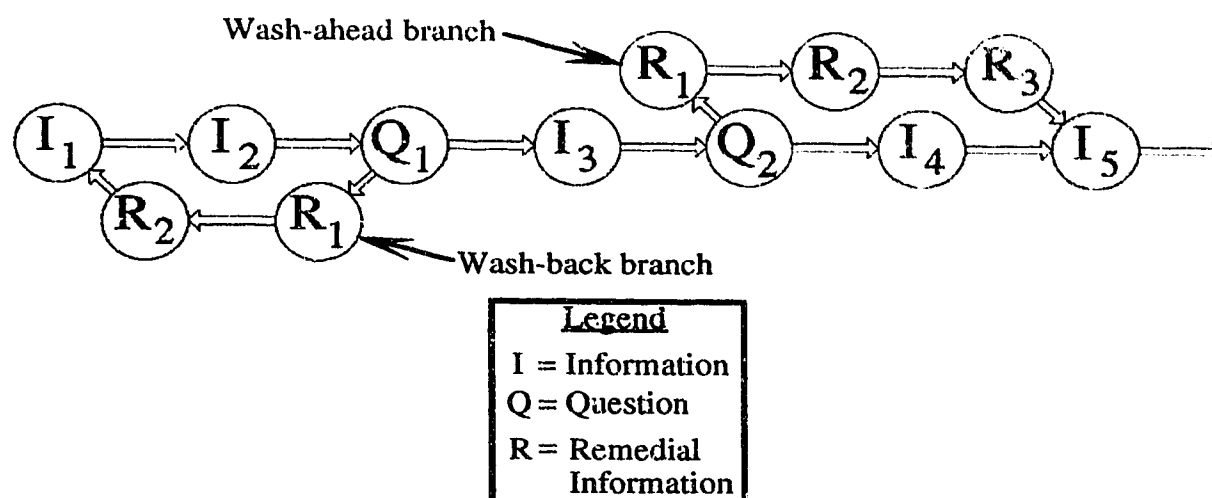 Wash-ahead branch
R1 R2 R3
I1 I2 Q1 I3 Q2 I4 I5
R2 R1
Wash-back branch
Legend
I = Information
Q = Question
R = Remedial
Information